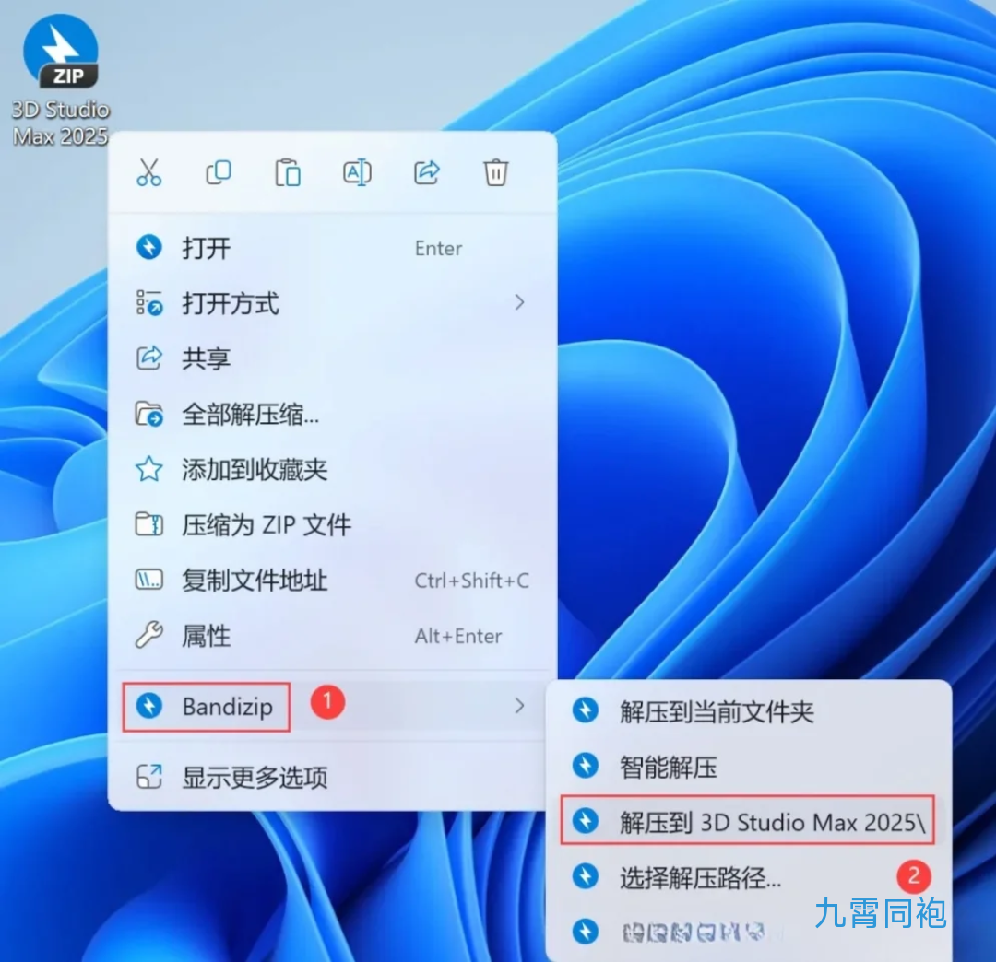 ZIP
3D Studio
Max 2025
打开 Enter
打开方式
共享
全部解压缩...
添加到收藏夹
压缩为 ZIP 文件
复制文件地址 Ctrl+Shift+C
属性 Alt+Enter
Bandizip 1
显示更多选项
解压到当前文件夹
智能解压
解压到 3D Studio Max 2025\
选择解压路径... 2
九霄同袍